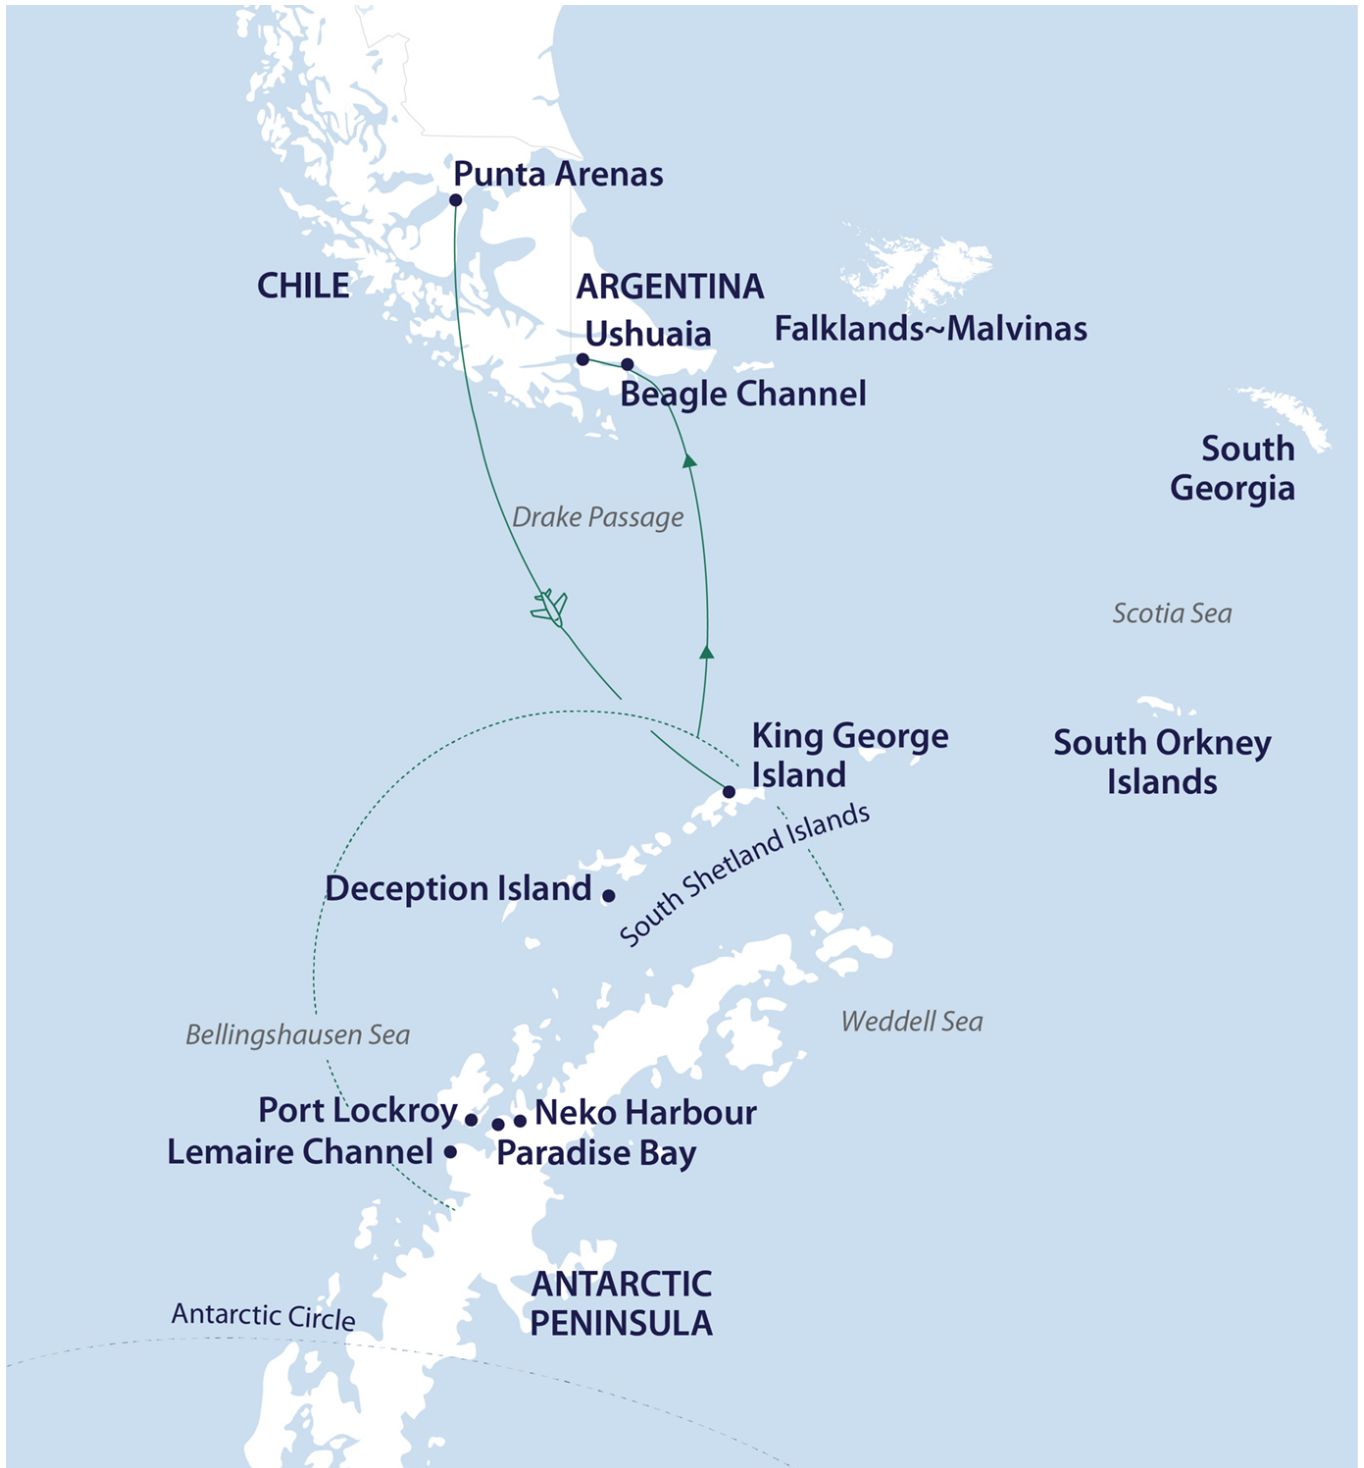 Punta Arenas
CHILE
ARGENTINA
Ushuaia
Falklands~Malvinas
Beagle Channel
South
Georgia
Drake Passage
Scotia Sea
King George
Island
South Orkney
Islands
South Shetland Islands
Deception Island
Weddell Sea
Bellingshausen Sea
Port Lockroy
Neko Harbour
Lemaire Channel
Paradise Bay
ANTARCTIC
PENINSULA
Antarctic Circle